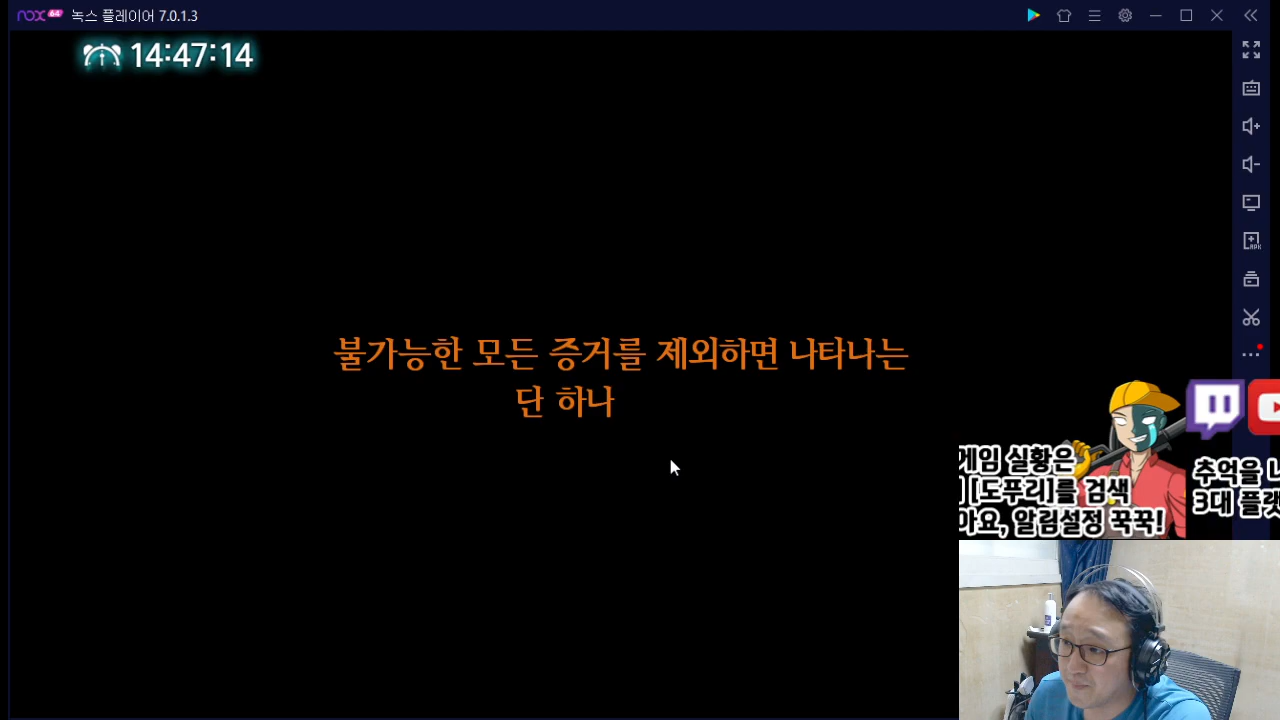 nox 64 녹스 플레이어 7.0.1.3
14:47:14
불가능한 모든 증거를 제외하면 나타나는
단 하나
게임 실황은
[도푸리]를 검색
아요, 알림설정 꾹꾹!
추억을
3대 플랫
APK